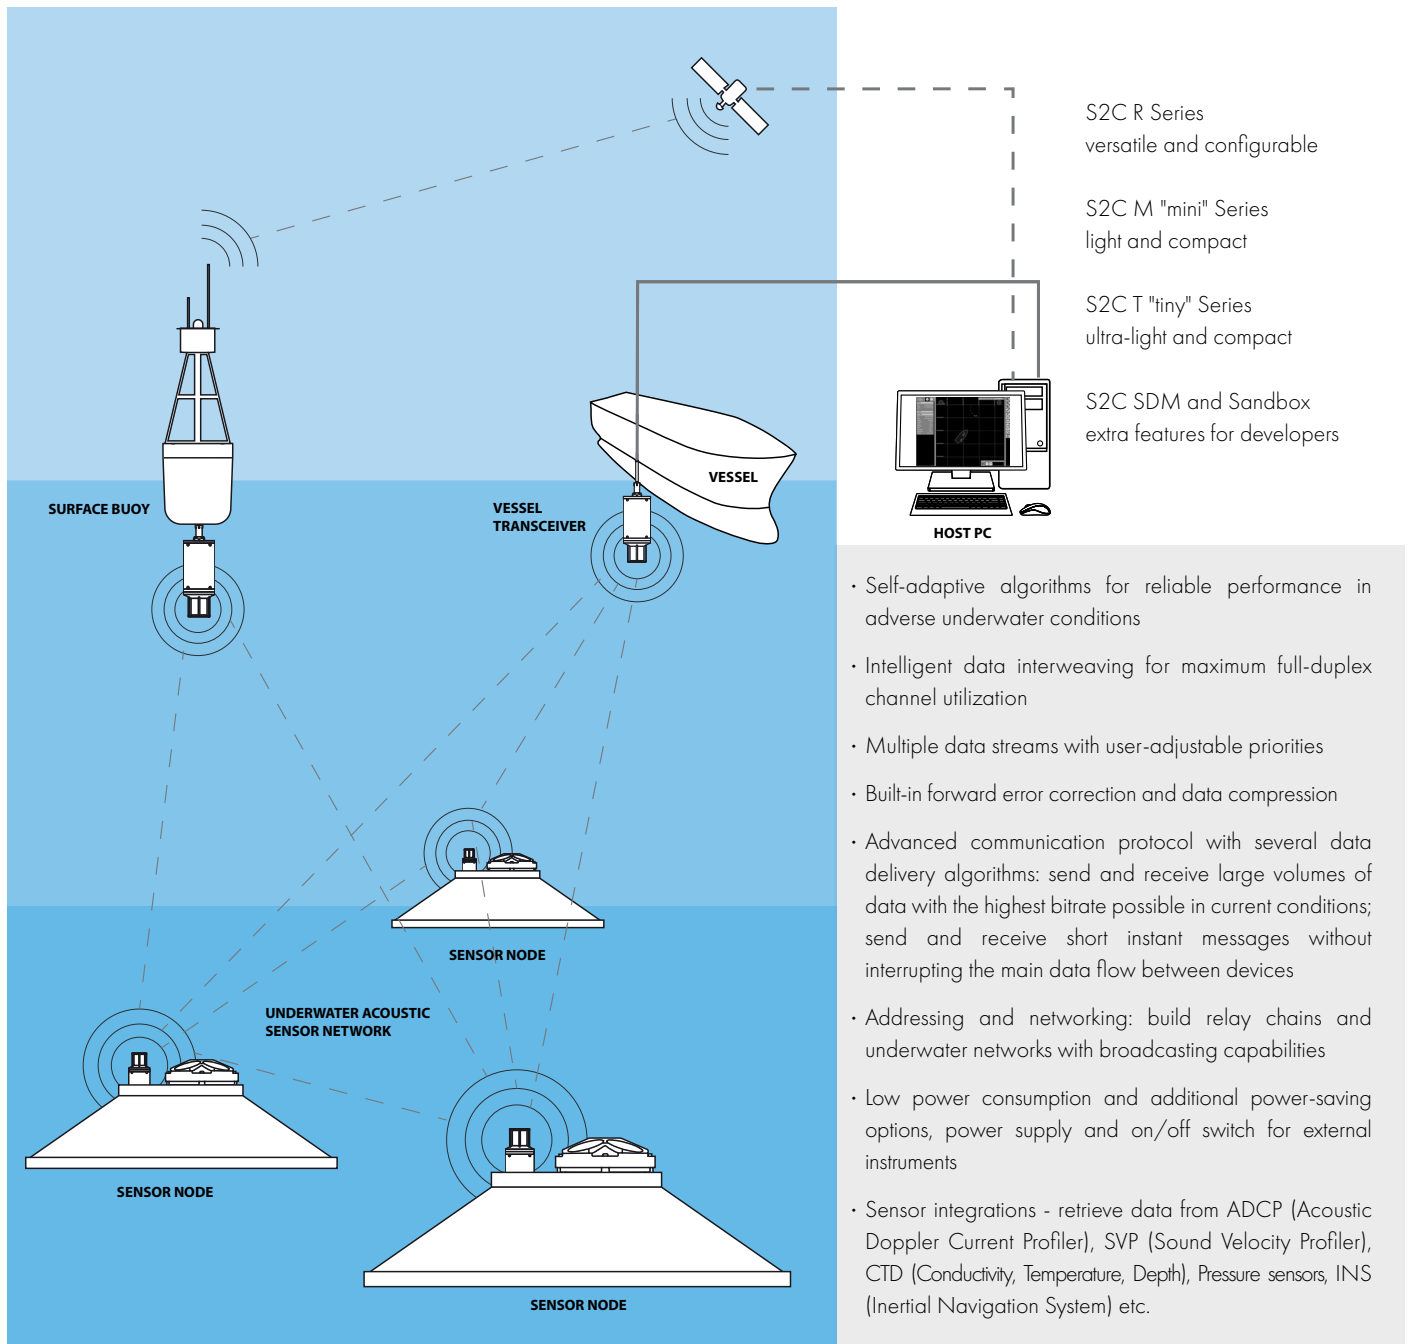 S2C R Series
versatile and configurable
S2C M "mini" Series
light and compact
S2C T "tiny" Series
ultra-light and compact
S2C SDM and Sandbox
extra features for developers
VESSEL
SURFACE BUOY
VESSEL
TRANSCEIVER
HOST PC
SENSOR NODE
UNDERWATER ACOUSTIC
SENSOR NETWORK
SENSOR NODE
SENSOR NODE
· Self-adaptive algorithms for reliable performance in
adverse underwater conditions
· Intelligent data interweaving for maximum full-duplex
channel utilization
· Multiple data streams with user-adjustable priorities
· Built-in forward error correction and data compression
· Advanced communication protocol with several data
delivery algorithms: send and receive large volumes of
data with the highest bitrate possible in current conditions;
send and receive short instant messages without
interrupting the main data flow between devices
· Addressing and networking: build relay chains and
underwater networks with broadcasting capabilities
· Low power consumption and additional power-saving
options, power supply and on/off switch for external
instruments
· Sensor integrations - retrieve data from ADCP (Acoustic
Doppler Current Profiler), SVP (Sound Velocity Profiler),
CTD (Conductivity, Temperature, Depth), Pressure sensors, INS
(Inertial Navigation System) etc.